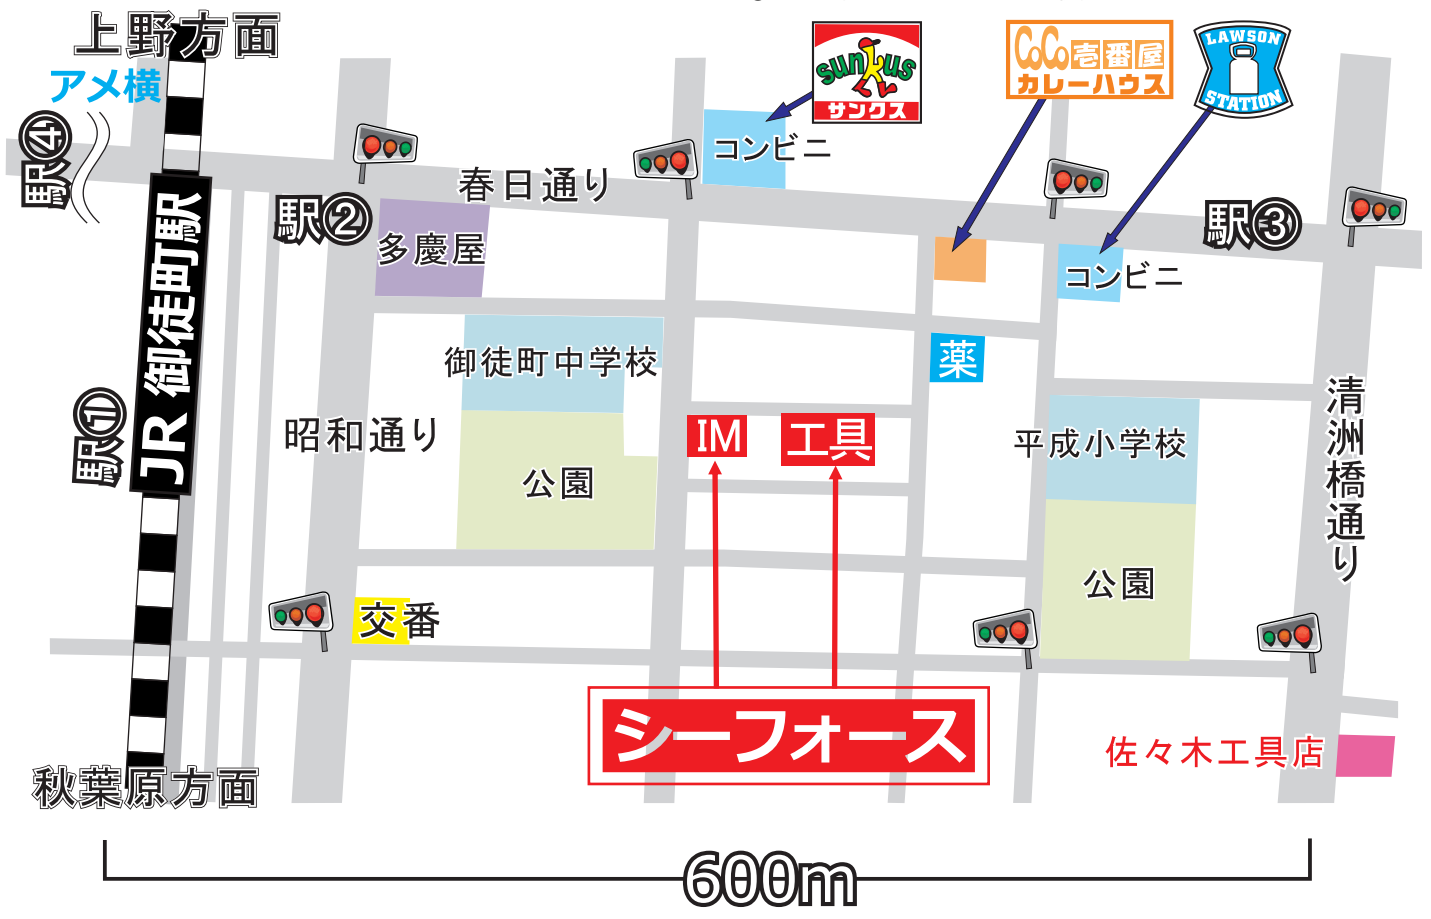 上野方面
アメ横
sunkus
サンクス
CoCo壱番屋
カレーハウス
LAWSON
STATION
駅④
コンビニ
春日通り
駅②
駅③
多慶屋
コンビニ
JR 御徒町駅
御徒町中学校
薬
駅①
昭和通り
IM
工具
平成小学校
清洲橋通り
公園
公園
交番
シーフォース
佐々木工具店
秋葉原方面
600m